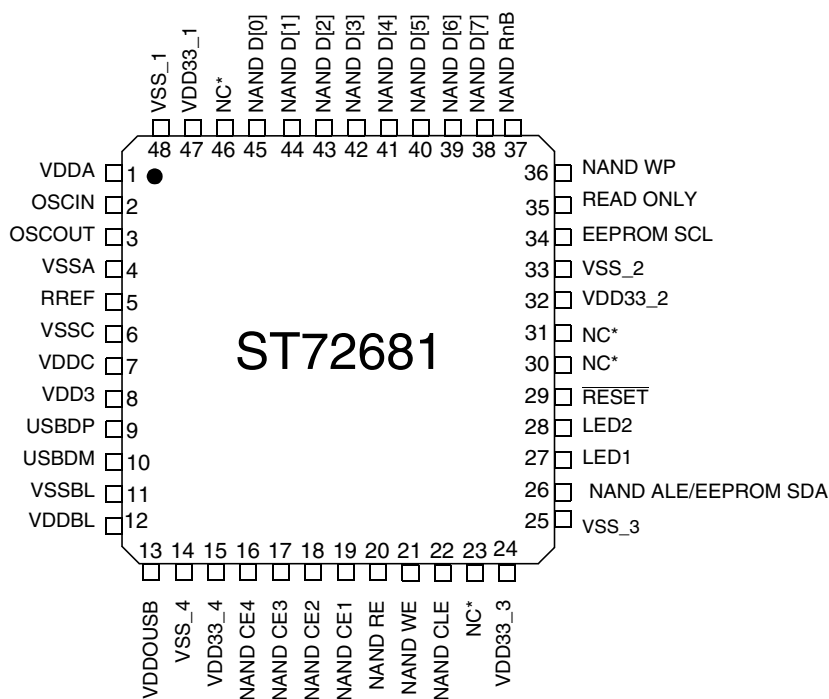 VSS_1
VDD33_1
NC*
NAND D[0]
NAND D[1]
NAND D[2]
NAND D[3]
NAND D[4]
NAND D[5]
NAND D[6]
NAND D[7]
NAND RnB
48 47 46 45 44 43 42 41 40 39 38 37
VDDA 1
OSCIN 2
OSCOUT 3
VSSA 4
RREF 5
VSSC 6
VDDC 7
VDD3 8
USBDP 9
USBDM 10
VSSBL 11
VDDBL 12
ST72681
36 NAND WP
35 READ ONLY
34 EEPROM SCL
33 VSS_2
32 VDD33_2
31 NC*
30 NC*
29 RESET
28 LED2
27 LED1
26 NAND ALE/EEPROM SDA
25 VSS_3
13 14 15 16 17 18 19 20 21 22 23 24
VDDOUSB
VSS_4
VDD33_4
NAND CE4
NAND CE3
NAND CE2
NAND CE1
NAND RE
NAND WE
NAND CLE
NC*
VDD33_3